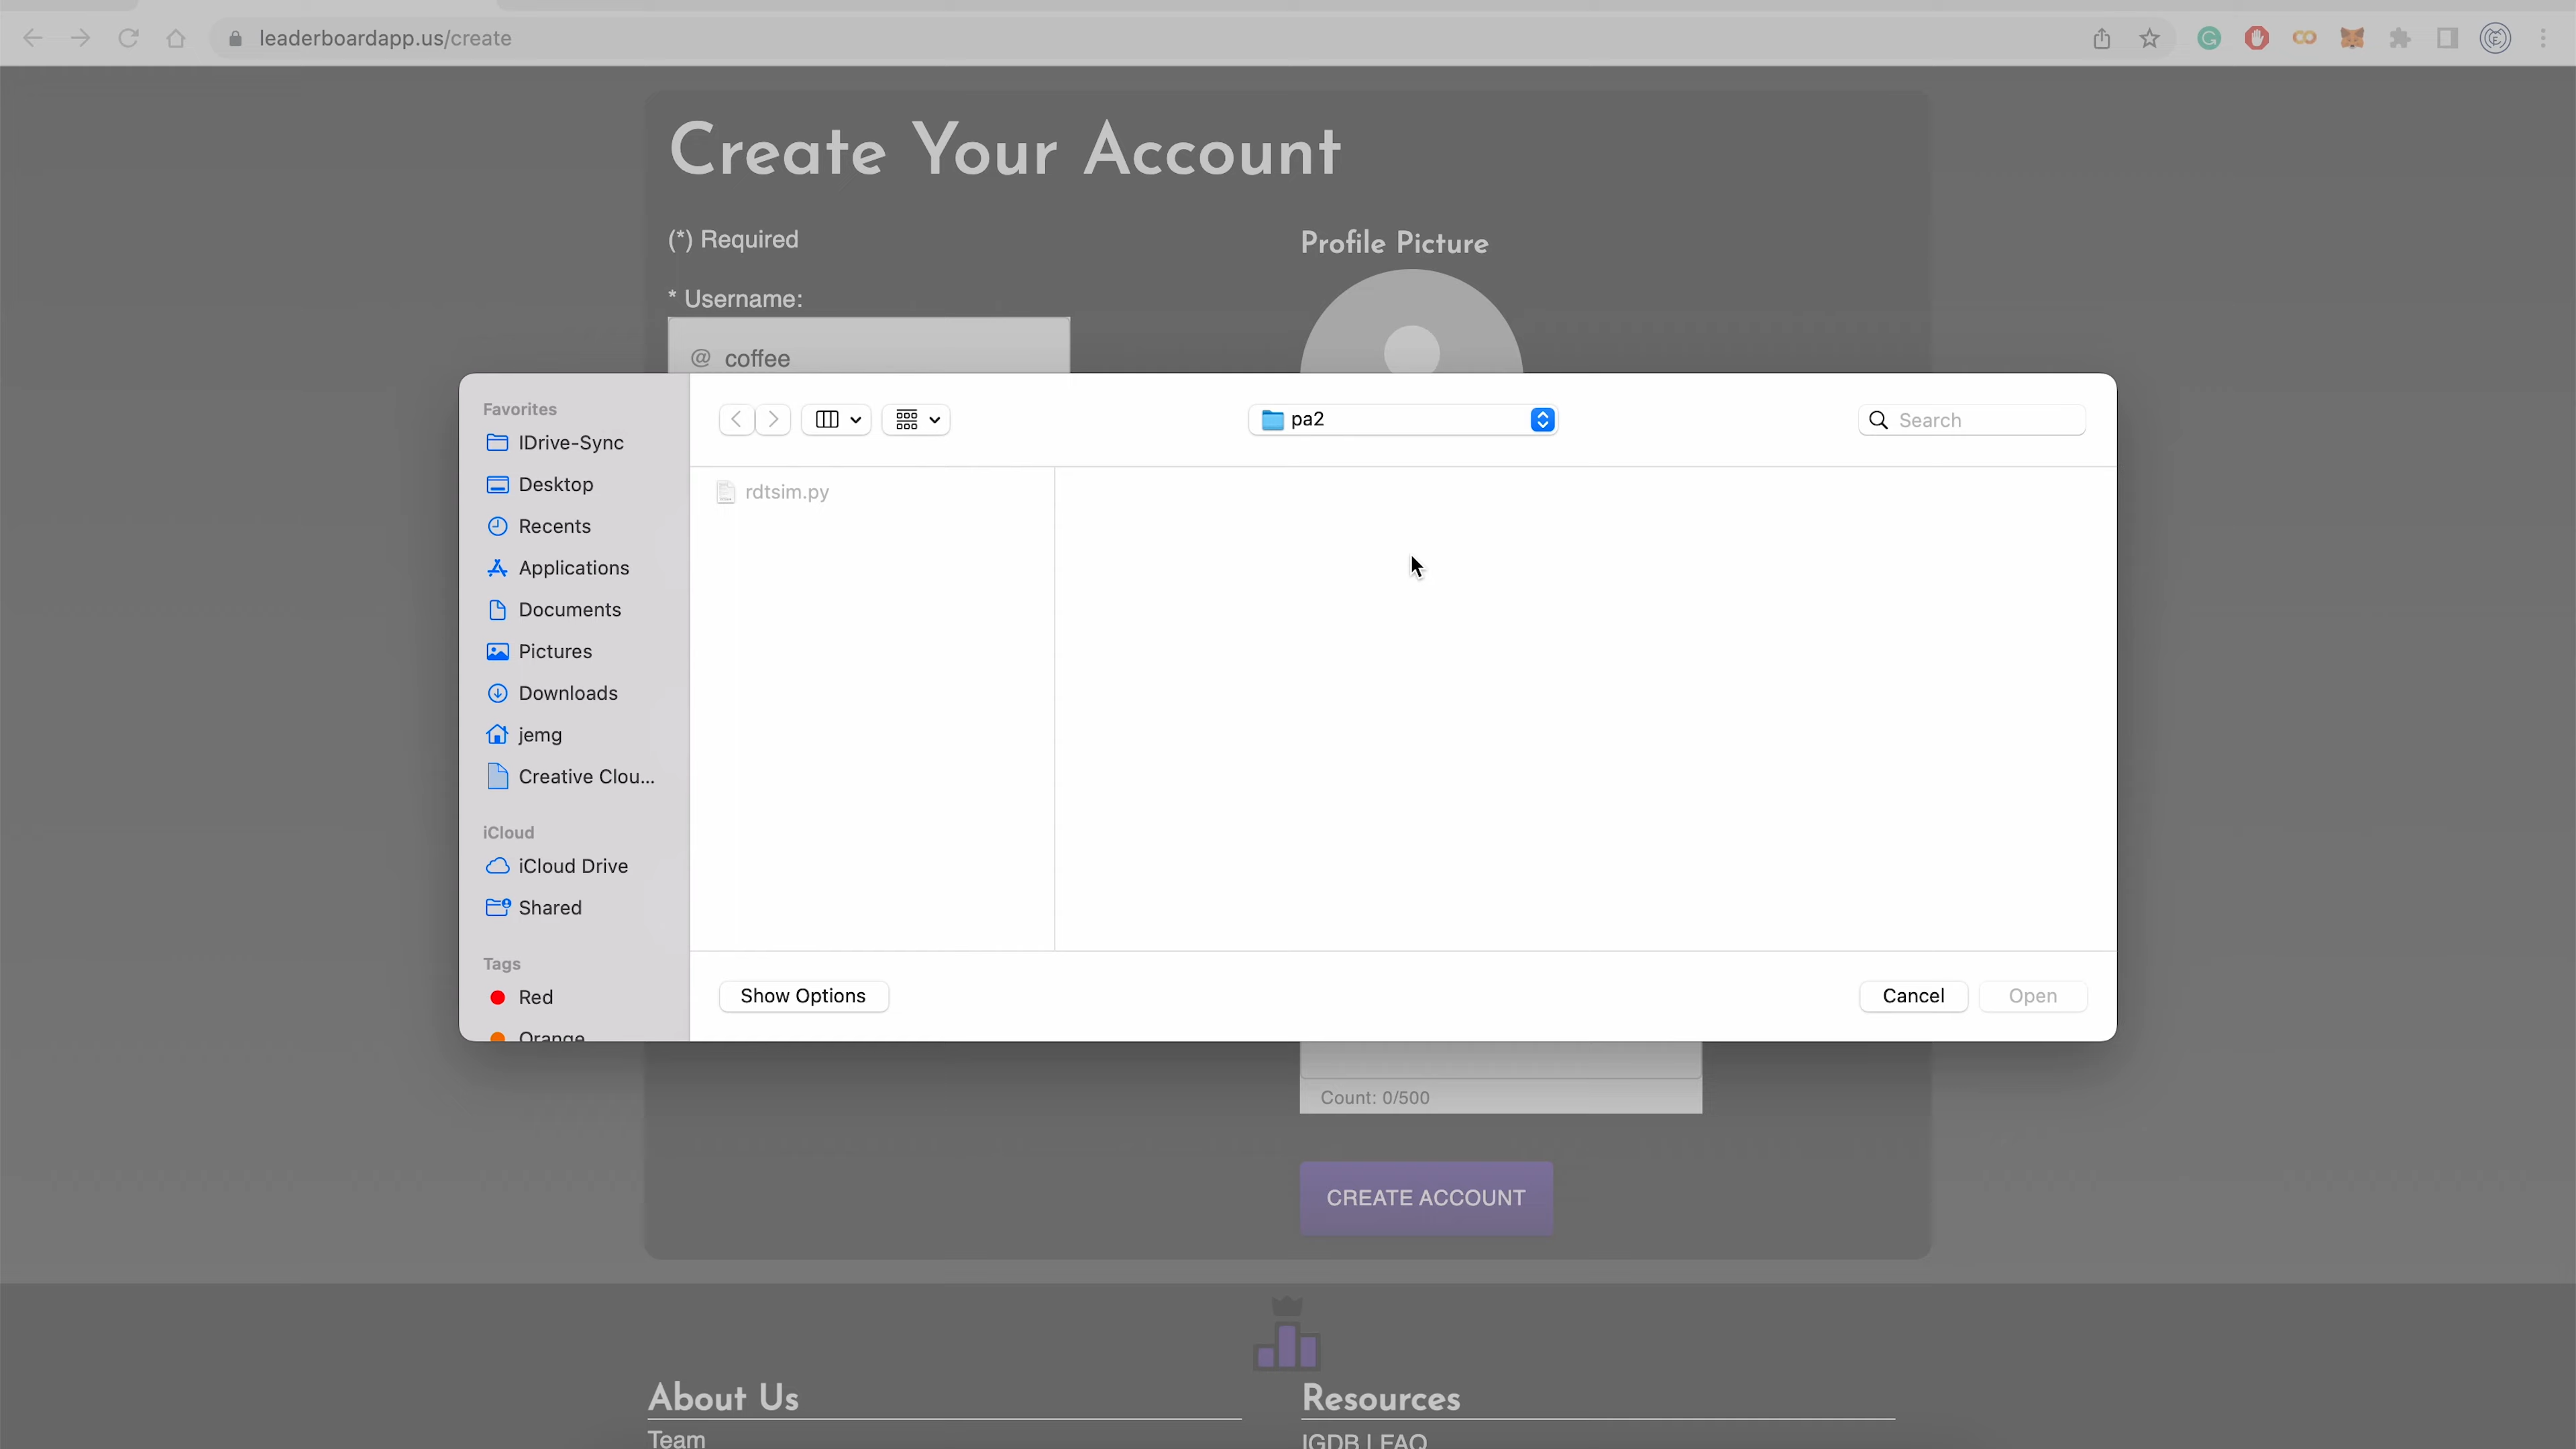 leaderboardapp.us/create
Create Your Account
(*) Required
Profile Picture
* Username:
@ coffee
Favorites
IDrive-Sync
Desktop
Recents
Applications
Documents
Pictures
Downloads
jemg
Creative Clou...
iCloud
iCloud Drive
Shared
Tags
Red
Orange
pa2
Search
rdtsim.py
Show Options
Cancel
Open
Count: 0/500
CREATE ACCOUNT
About Us
Team
Resources
IGDB | FAQ